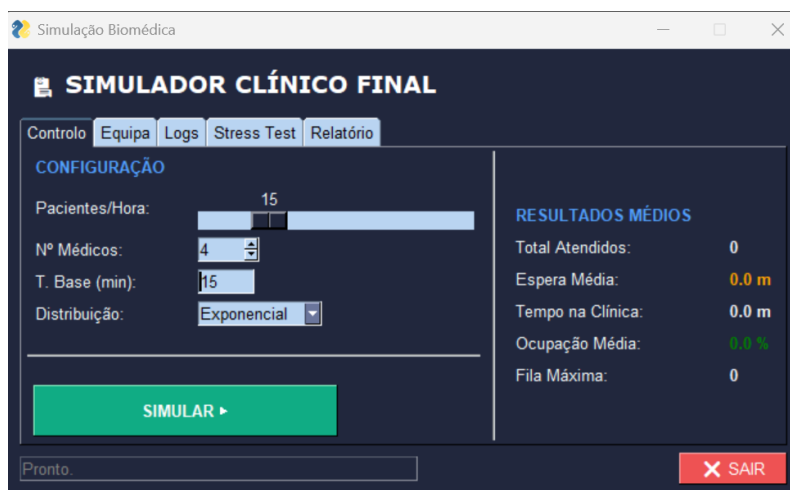 Simulação Biomédica
SIMULADOR CLÍNICO FINAL
Controlo Equipa Logs Stress Test Relatório
CONFIGURAÇÃO
Pacientes/Hora: 15
Nº Médicos: 4
T. Base (min): 15
Distribuição: Exponencial
SIMULAR ►
RESULTADOS MÉDIOS
Total Atendidos: 0
Espera Média: 0.0 m
Tempo na Clínica: 0.0 m
Ocupação Média: 0.0 %
Fila Máxima: 0
Pronto.
SAIR